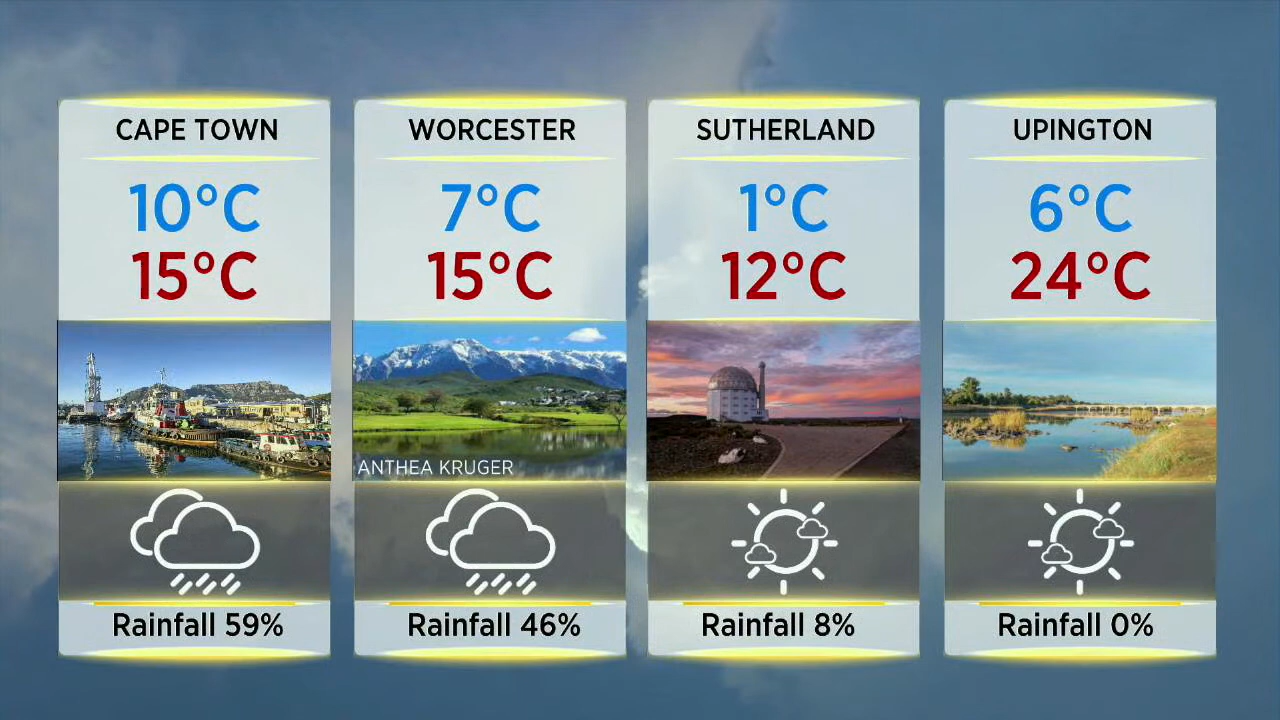 CAPE TOWN
10°C
15°C
Rainfall 59%
WORCESTER
7°C
15°C
ANTHEA KRUGER
Rainfall 46%
SUTHERLAND
1°C
12°C
Rainfall 8%
UPINGTON
6°C
24°C
Rainfall 0%